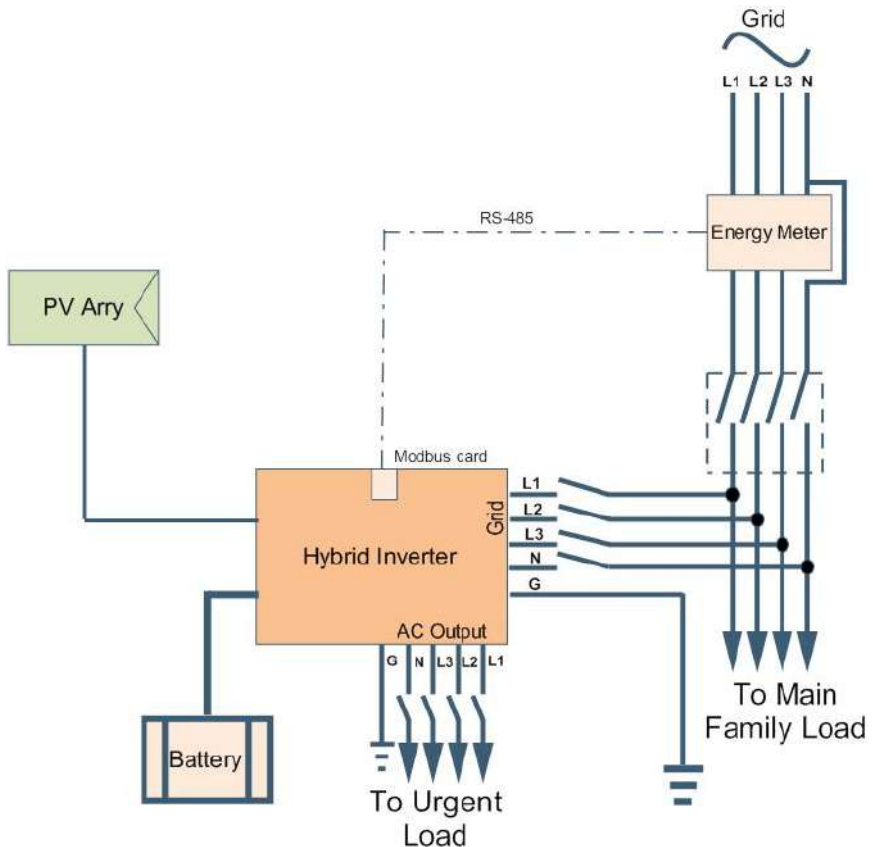 Grid
L1 L2 L3 N
RS-485
Energy Meter
PV Arry
Modbus card
L1
L2
L3
N
G
Grid
Hybrid Inverter
AC Output
G N L3 L2 L1
To Main
Family Load
Battery
To Urgent
Load